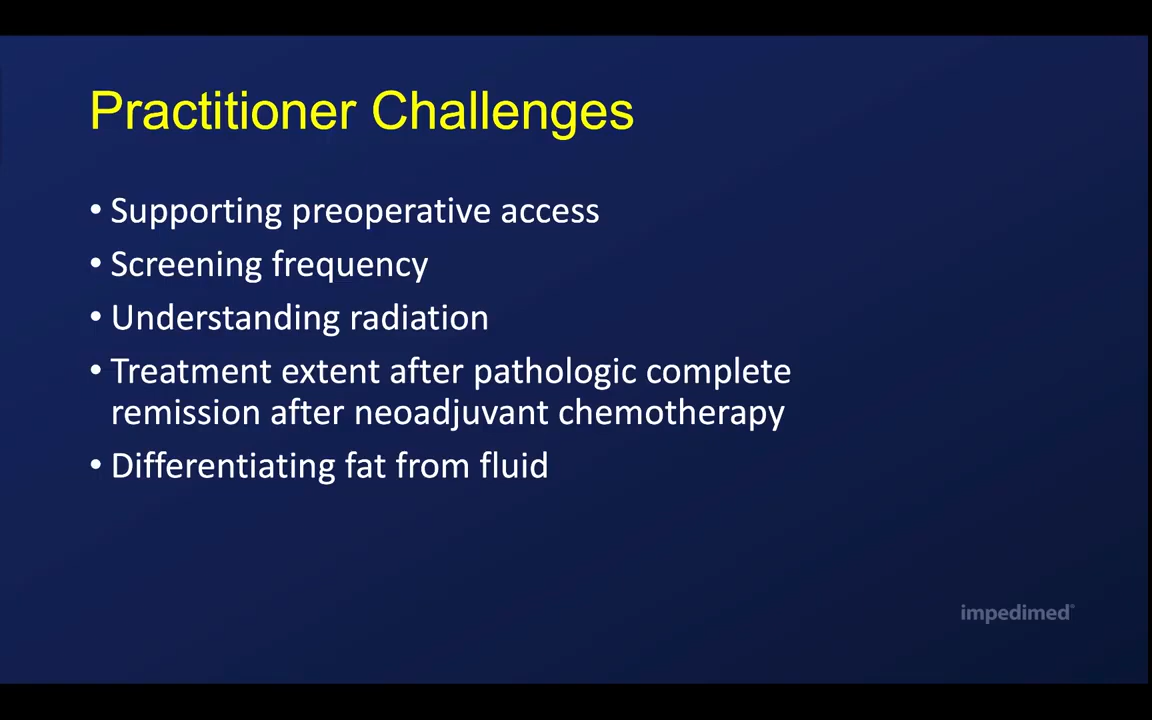 Practitioner Challenges
• Supporting preoperative access
• Screening frequency
• Understanding radiation
• Treatment extent after pathologic complete
remission after neoadjuvant chemotherapy
• Differentiating fat from fluid
impedimed®